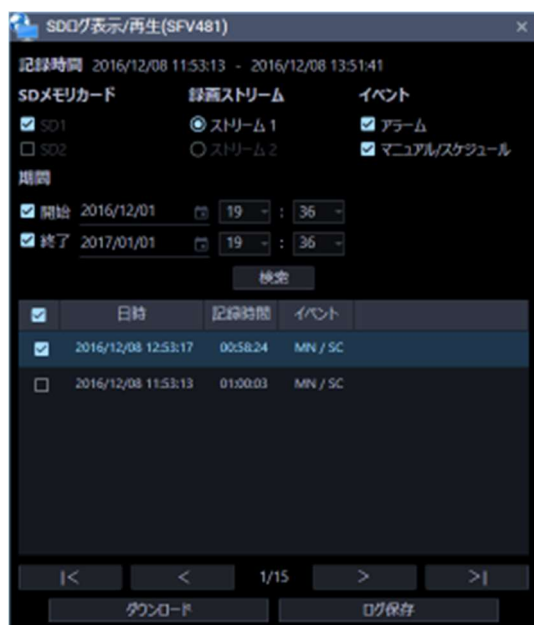 SDログ表示/再生(SFV481)
記録時間 2016/12/08 11:53:13 - 2016/12/08 13:51:41
SDメモリカード 録画ストリーム イベント
SD1 ストリーム 1 アラーム
SD2 ストリーム 2 マニュアル/スケジュール
期間
開始 2016/12/01 19 : 36
終了 2017/01/01 19 : 36
検索
日時 記録時間 イベント
2016/12/08 12:53:17 00:58:24 MN / SC
2016/12/08 11:53:13 01:00:03 MN / SC
|< < 1/15 > >|
ダウンロード ログ保存